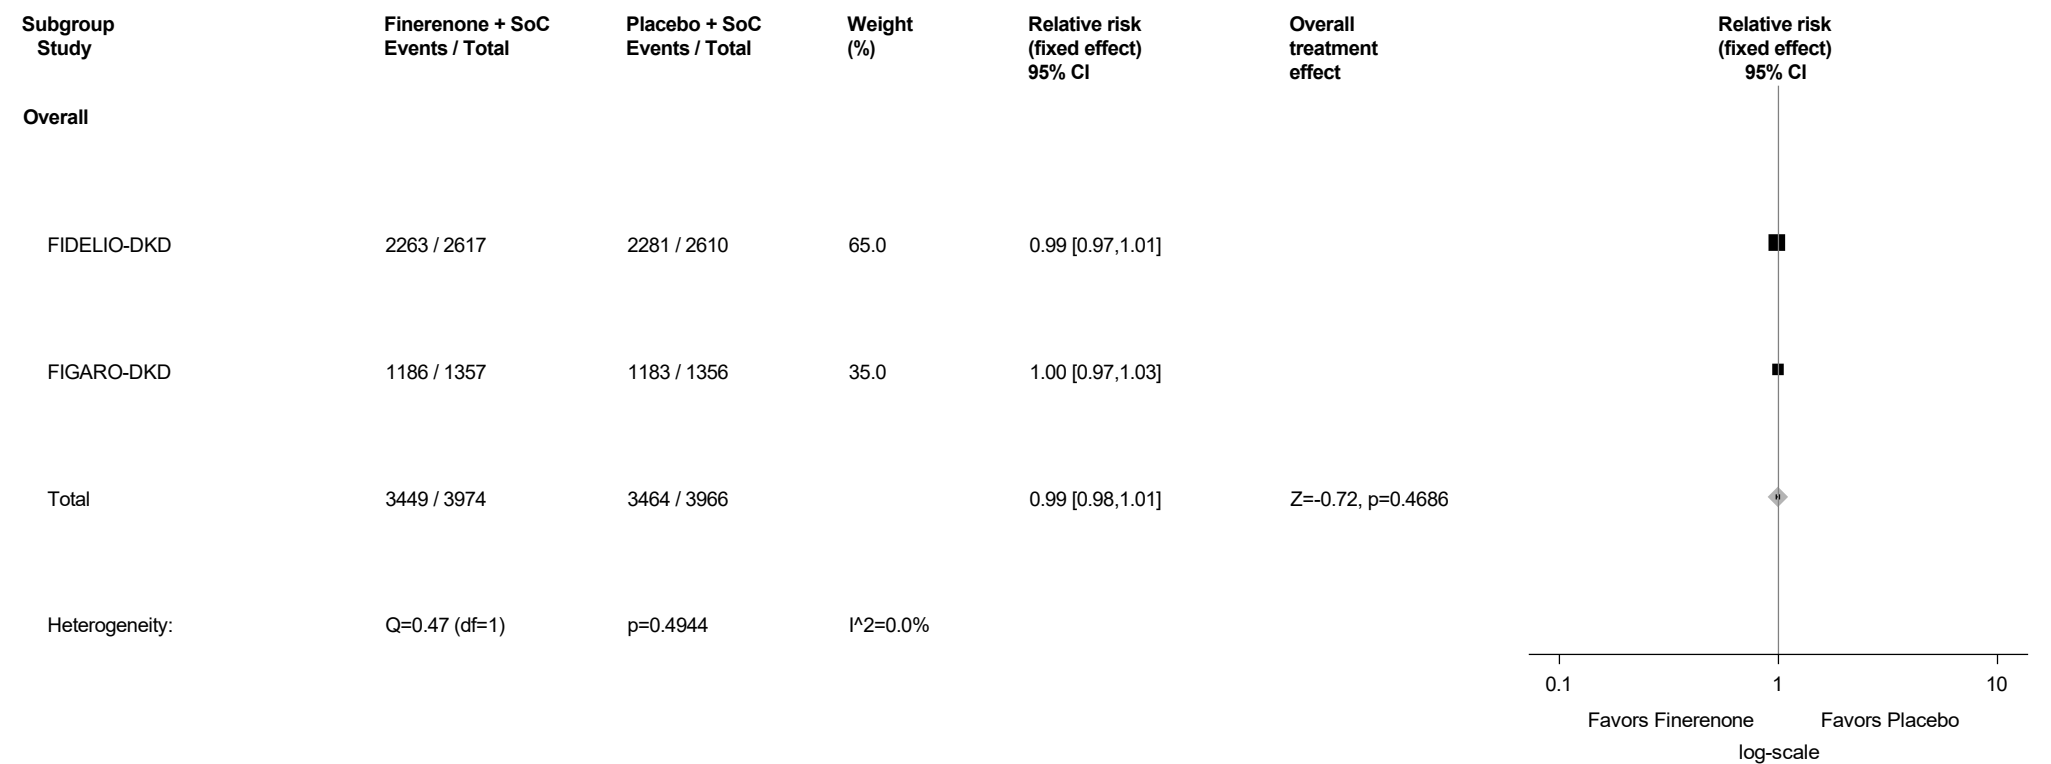 Subgroup Finerenone + SoC Placebo + SoC Weight Relative risk Overall Relative risk
Study Events / Total Events / Total (%) (fixed effect) treatment (fixed effect)
95% CI effect 95% CI
Overall
FIDELIO-DKD 2263 / 2617 2281 / 2610 65.0 0.99 [0.97,1.01]
FIGARO-DKD 1186 / 1357 1183 / 1356 35.0 1.00 [0.97,1.03]
Total 3449 / 3974 3464 / 3966 0.99 [0.98,1.01] Z=-0.72, p=0.4686
Heterogeneity: Q=0.47 (df=1) p=0.4944 I^2=0.0%
0.1 1 10
Favors Finerenone Favors Placebo
log-scale